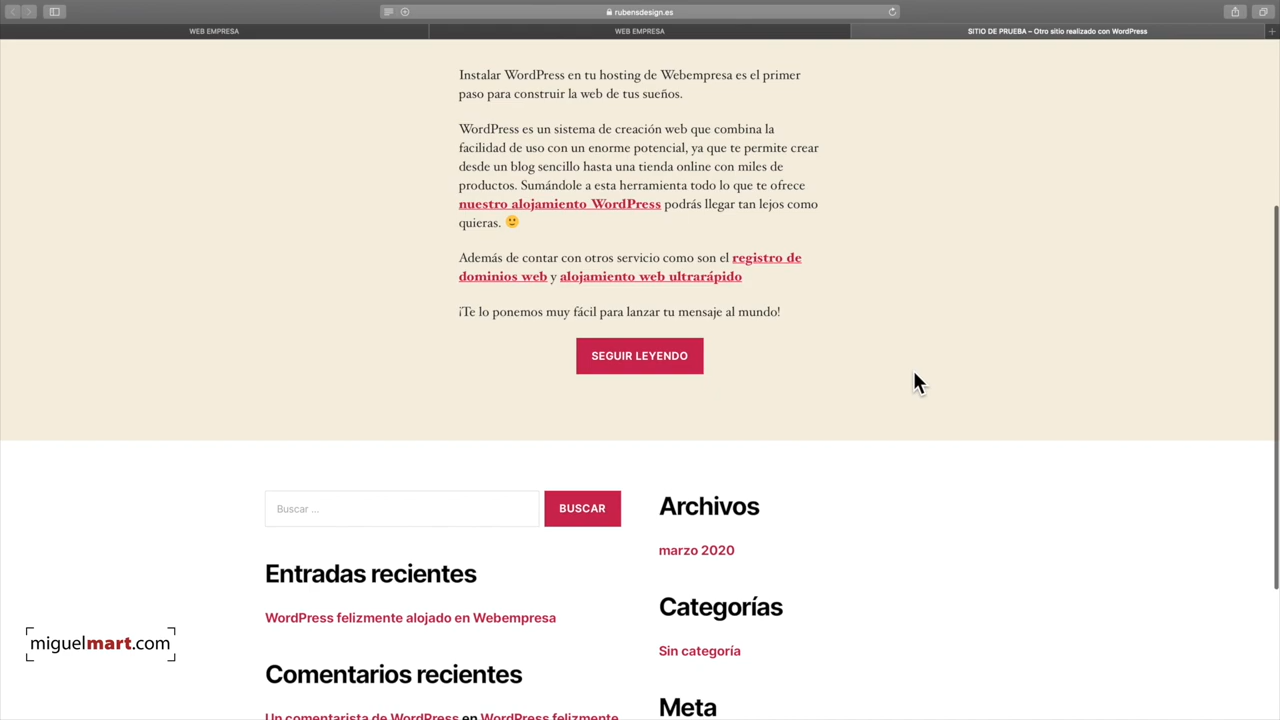 rubensdesign.es
WEB EMPRESA
WEB EMPRESA
SITIO DE PRUEBA – Otro sitio realizado con WordPress
Instalar WordPress en tu hosting de Webempresa es el primer
paso para construir la web de tus sueños.
WordPress es un sistema de creación web que combina la
facilidad de uso con un enorme potencial, ya que te permite crear
desde un blog sencillo hasta una tienda online con miles de
productos. Sumándole a esta herramienta todo lo que te ofrece
nuestro alojamiento WordPress podrás llegar tan lejos como
quieras. 🙂
Además de contar con otros servicio como son el registro de
dominios web y alojamiento web ultrarápido
¡Te lo ponemos muy fácil para lanzar tu mensaje al mundo!
SEGUIR LEYENDO
Buscar ...
BUSCAR
Entradas recientes
WordPress felizmente alojado en Webempresa
Comentarios recientes
Un comentarista de WordPress en WordPress felizmente
Archivos
marzo 2020
Categorías
Sin categoría
Meta
miguelmart.com